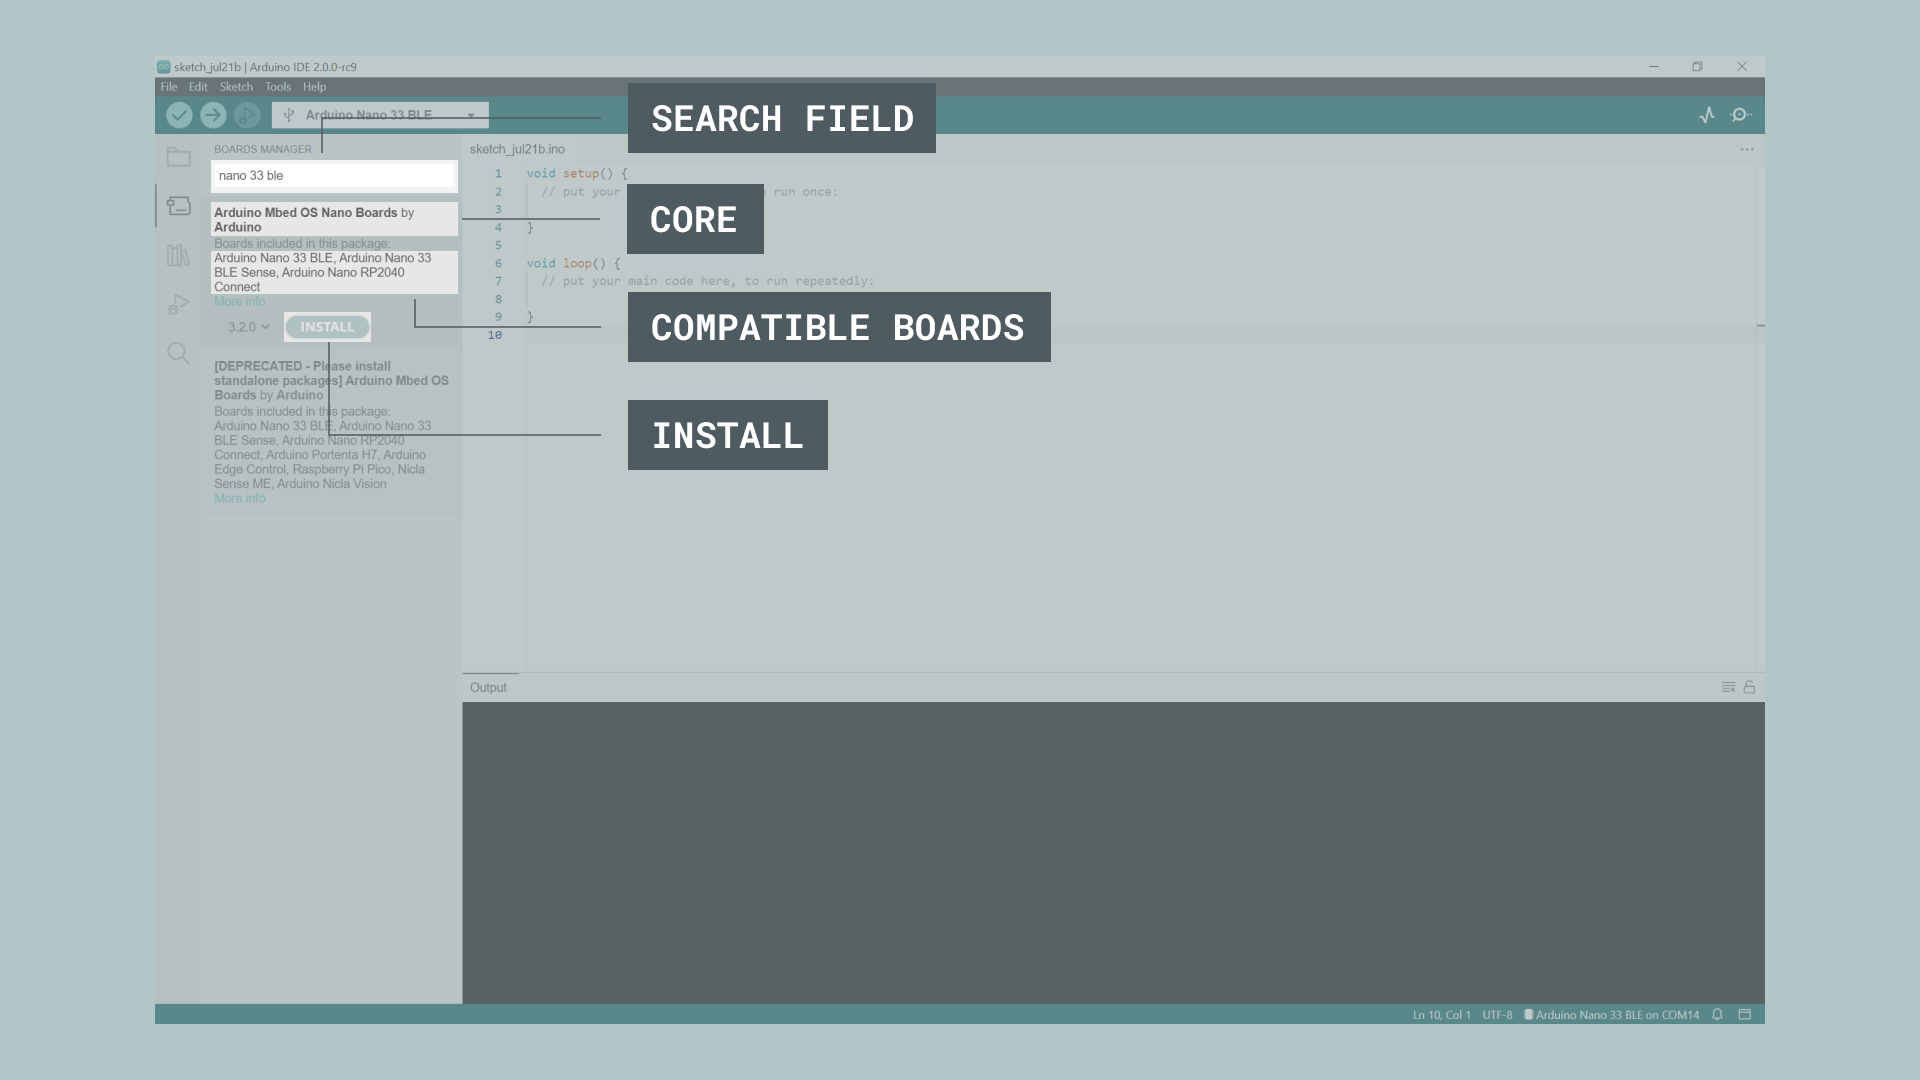 sketch_jul21b | Arduino IDE 2.0.0-rc9
File Edit Sketch Tools Help
Arduino Nano 33 BLE
SEARCH FIELD
BOARDS MANAGER
nano 33 ble
Arduino Mbed OS Nano Boards by
Arduino
Boards included in this package:
Arduino Nano 33 BLE, Arduino Nano 33
BLE Sense, Arduino Nano RP2040
Connect
More info
3.2.0 INSTALL
[DEPRECATED - Please install
standalone packages] Arduino Mbed OS
Boards by Arduino
Boards included in this package:
Arduino Nano 33 BLE, Arduino Nano 33
BLE Sense, Arduino Nano RP2040
Connect, Arduino Portenta H7, Arduino
Edge Control, Raspberry Pi Pico, Nicla
Sense ME, Arduino Nicla Vision
More info
sketch_jul21b.ino
1 void setup() {
2 // put your run once:
3
4 }
5
6 void loop() {
7 // put your main code here, to run repeatedly:
8
9 }
10
CORE
COMPATIBLE BOARDS
INSTALL
Output
Ln 10, Col 1 UTF-8 Arduino Nano 33 BLE on COM14